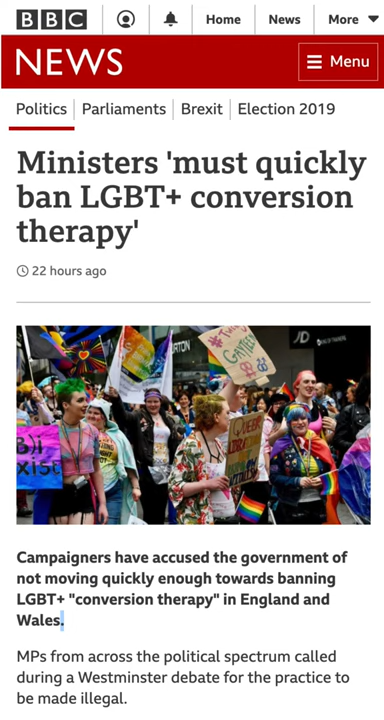 BBC Home News More
NEWS Menu
Politics Parliaments Brexit Election 2019
Ministers 'must quickly
ban LGBT+ conversion
therapy'
22 hours ago
JD
Campaigners have accused the government of
not moving quickly enough towards banning
LGBT+ "conversion therapy" in England and
Wales.
MPs from across the political spectrum called
during a Westminster debate for the practice to
be made illegal.